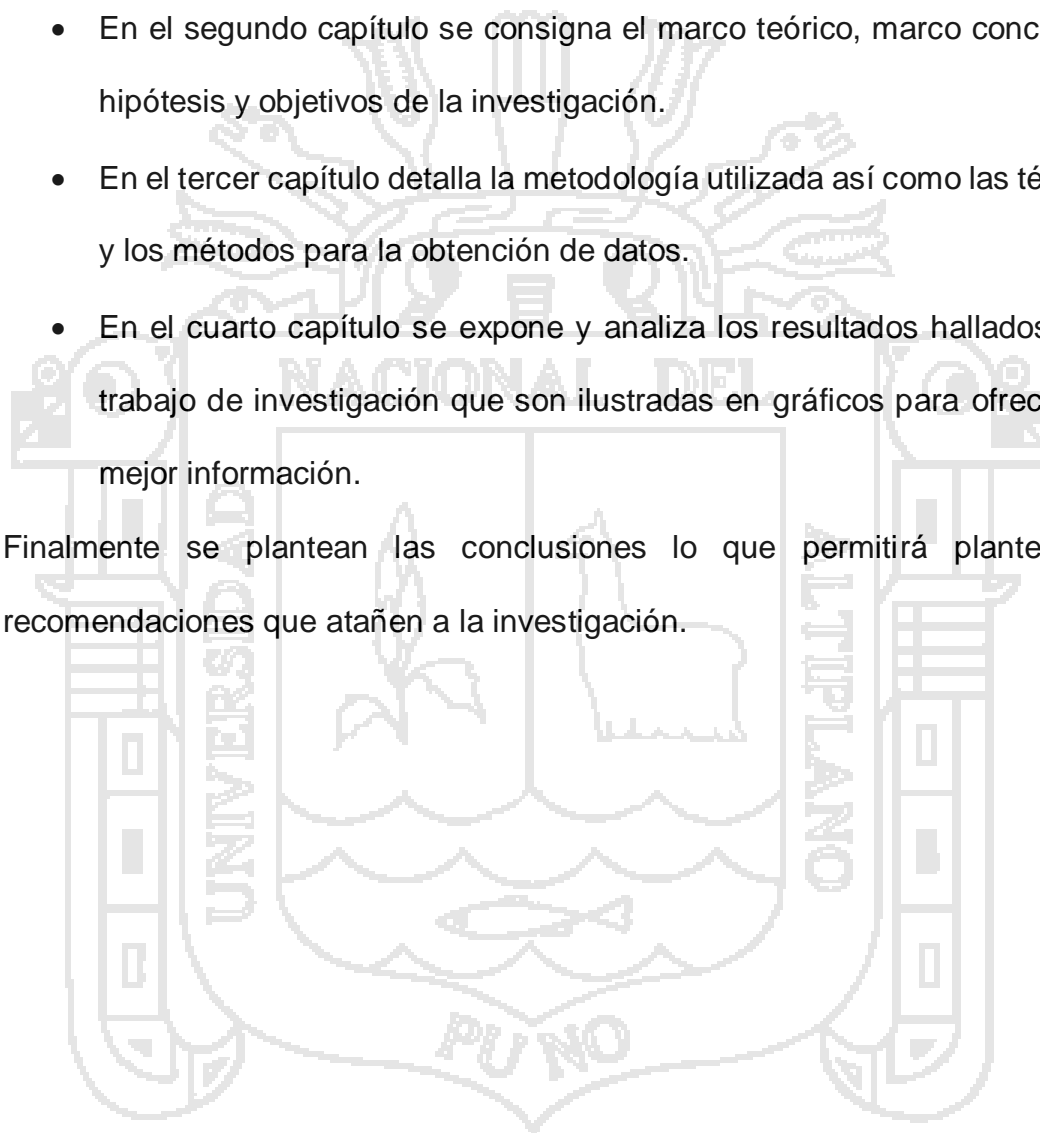 • En el segundo capítulo se consigna el marco teórico, marco conc
hipótesis y objetivos de la investigación.
• En el tercer capítulo detalla la metodología utilizada así como las té
y los métodos para la obtención de datos.
• En el cuarto capítulo se expone y analiza los resultados hallados
trabajo de investigación que son ilustradas en gráficos para ofrec
mejor información.
Finalmente se plantean las conclusiones lo que permitirá plante
recomendaciones que atañen a la investigación.
UNIVERSIDAD
NACIONAL DEL
ALTIPLANO
PUNO